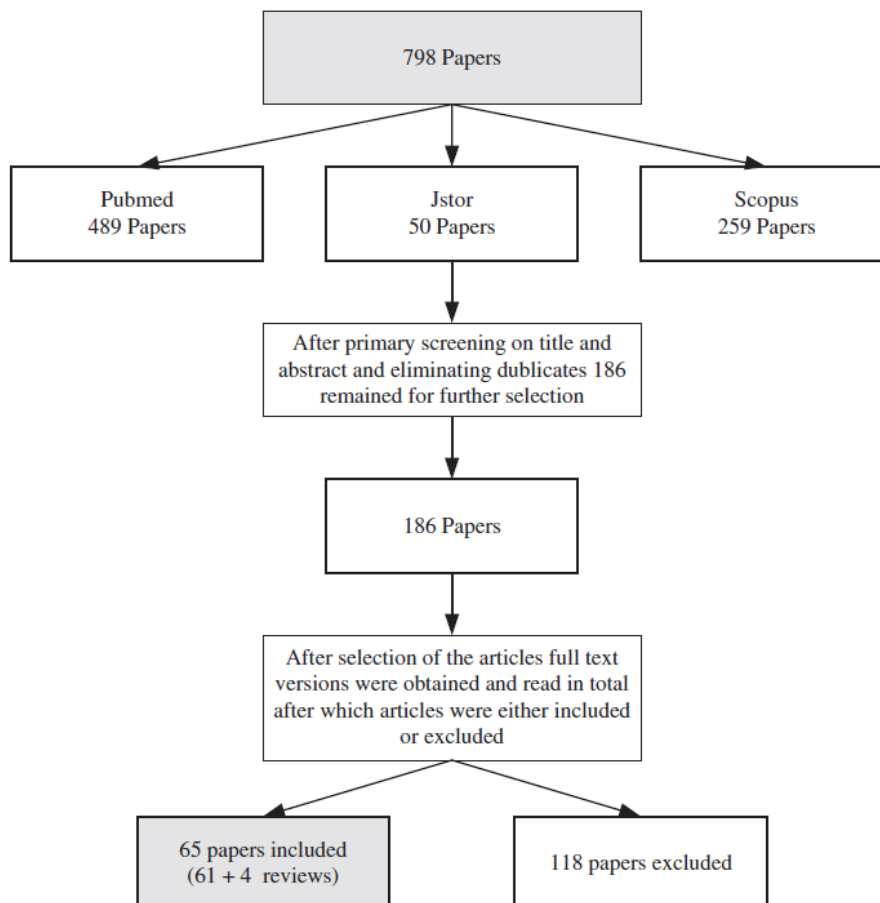 798 Papers
Pubmed
489 Papers
Jstor
50 Papers
Scopus
259 Papers
After primary screening on title and
abstract and eliminating dublicates 186
remained for further selection
186 Papers
After selection of the articles full text
versions were obtained and read in total
after which articles were either included
or excluded
65 papers included
(61 + 4 reviews)
118 papers excluded